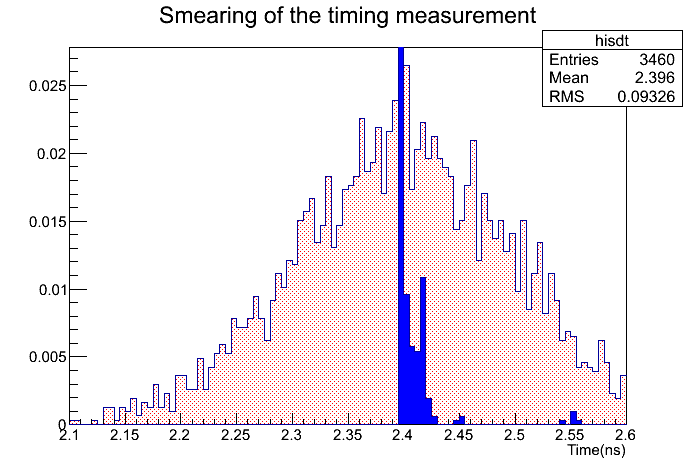 Smearing of the timing measurement
hisdt
Entries 3460
Mean 2.396
RMS 0.09326
0.025
0.02
0.015
0.01
0.005
0
2.1 2.15 2.2 2.25 2.3 2.35 2.4 2.45 2.5 2.55 2.6
Time(ns)